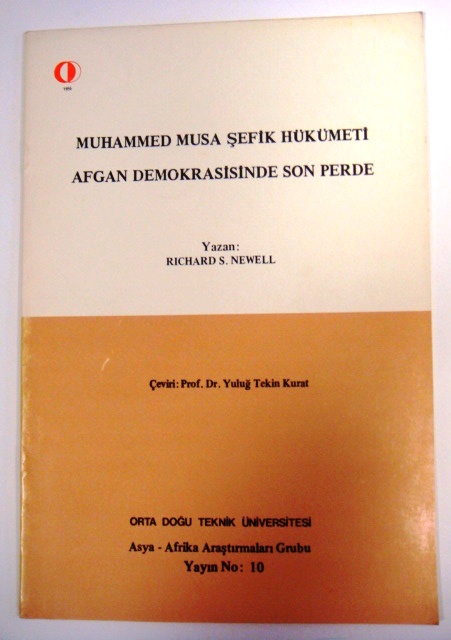 MUHAMMED MUSA ŞEFİK HÜKÜMETİ
AFGAN DEMOKRASİSİNDE SON PERDE
Yazan:
RICHARD S. NEWELL
Çeviri: Prof. Dr. Yuluğ Tekin Kurat
ORTA DOĞU TEKNİK ÜNİVERSİTESİ
Asya - Afrika Araştırmaları Grubu
Yayın No: 10